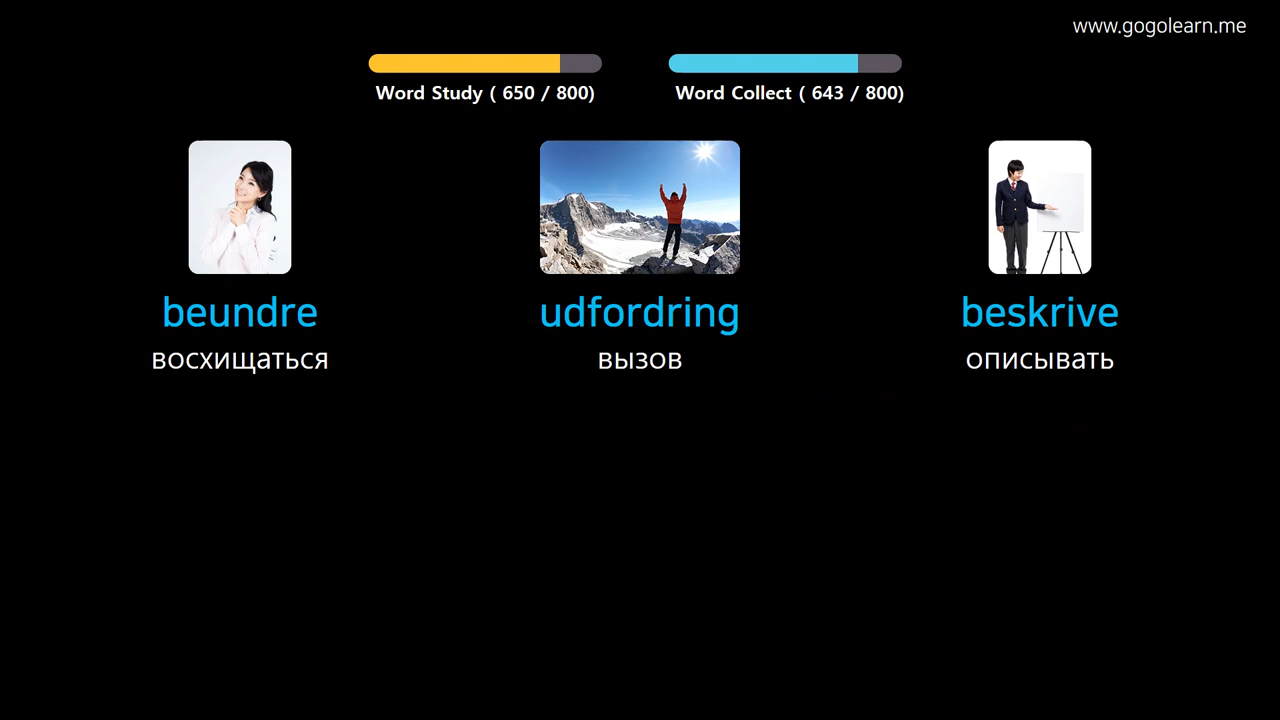 www.gogolearn.me
Word Study ( 650 / 800)
Word Collect ( 643 / 800)
beundre
udfordring
beskrive
восхищаться
вызов
описывать